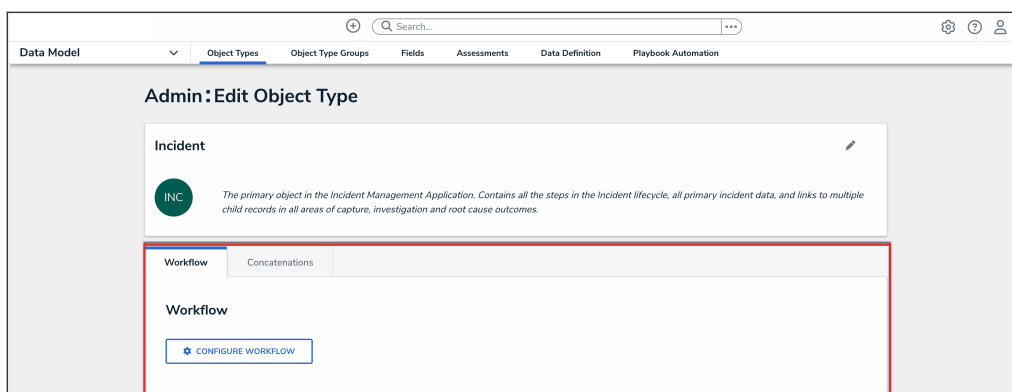 Search...
Data Model
Object Types
Object Type Groups
Fields
Assessments
Data Definition
Playbook Automation
Admin:Edit Object Type
Incident
INC
The primary object in the Incident Management Application. Contains all the steps in the Incident lifecycle, all primary incident data, and links to multiple
child records in all areas of capture, investigation and root cause outcomes.
Workflow
Concatenations
Workflow
CONFIGURE WORKFLOW